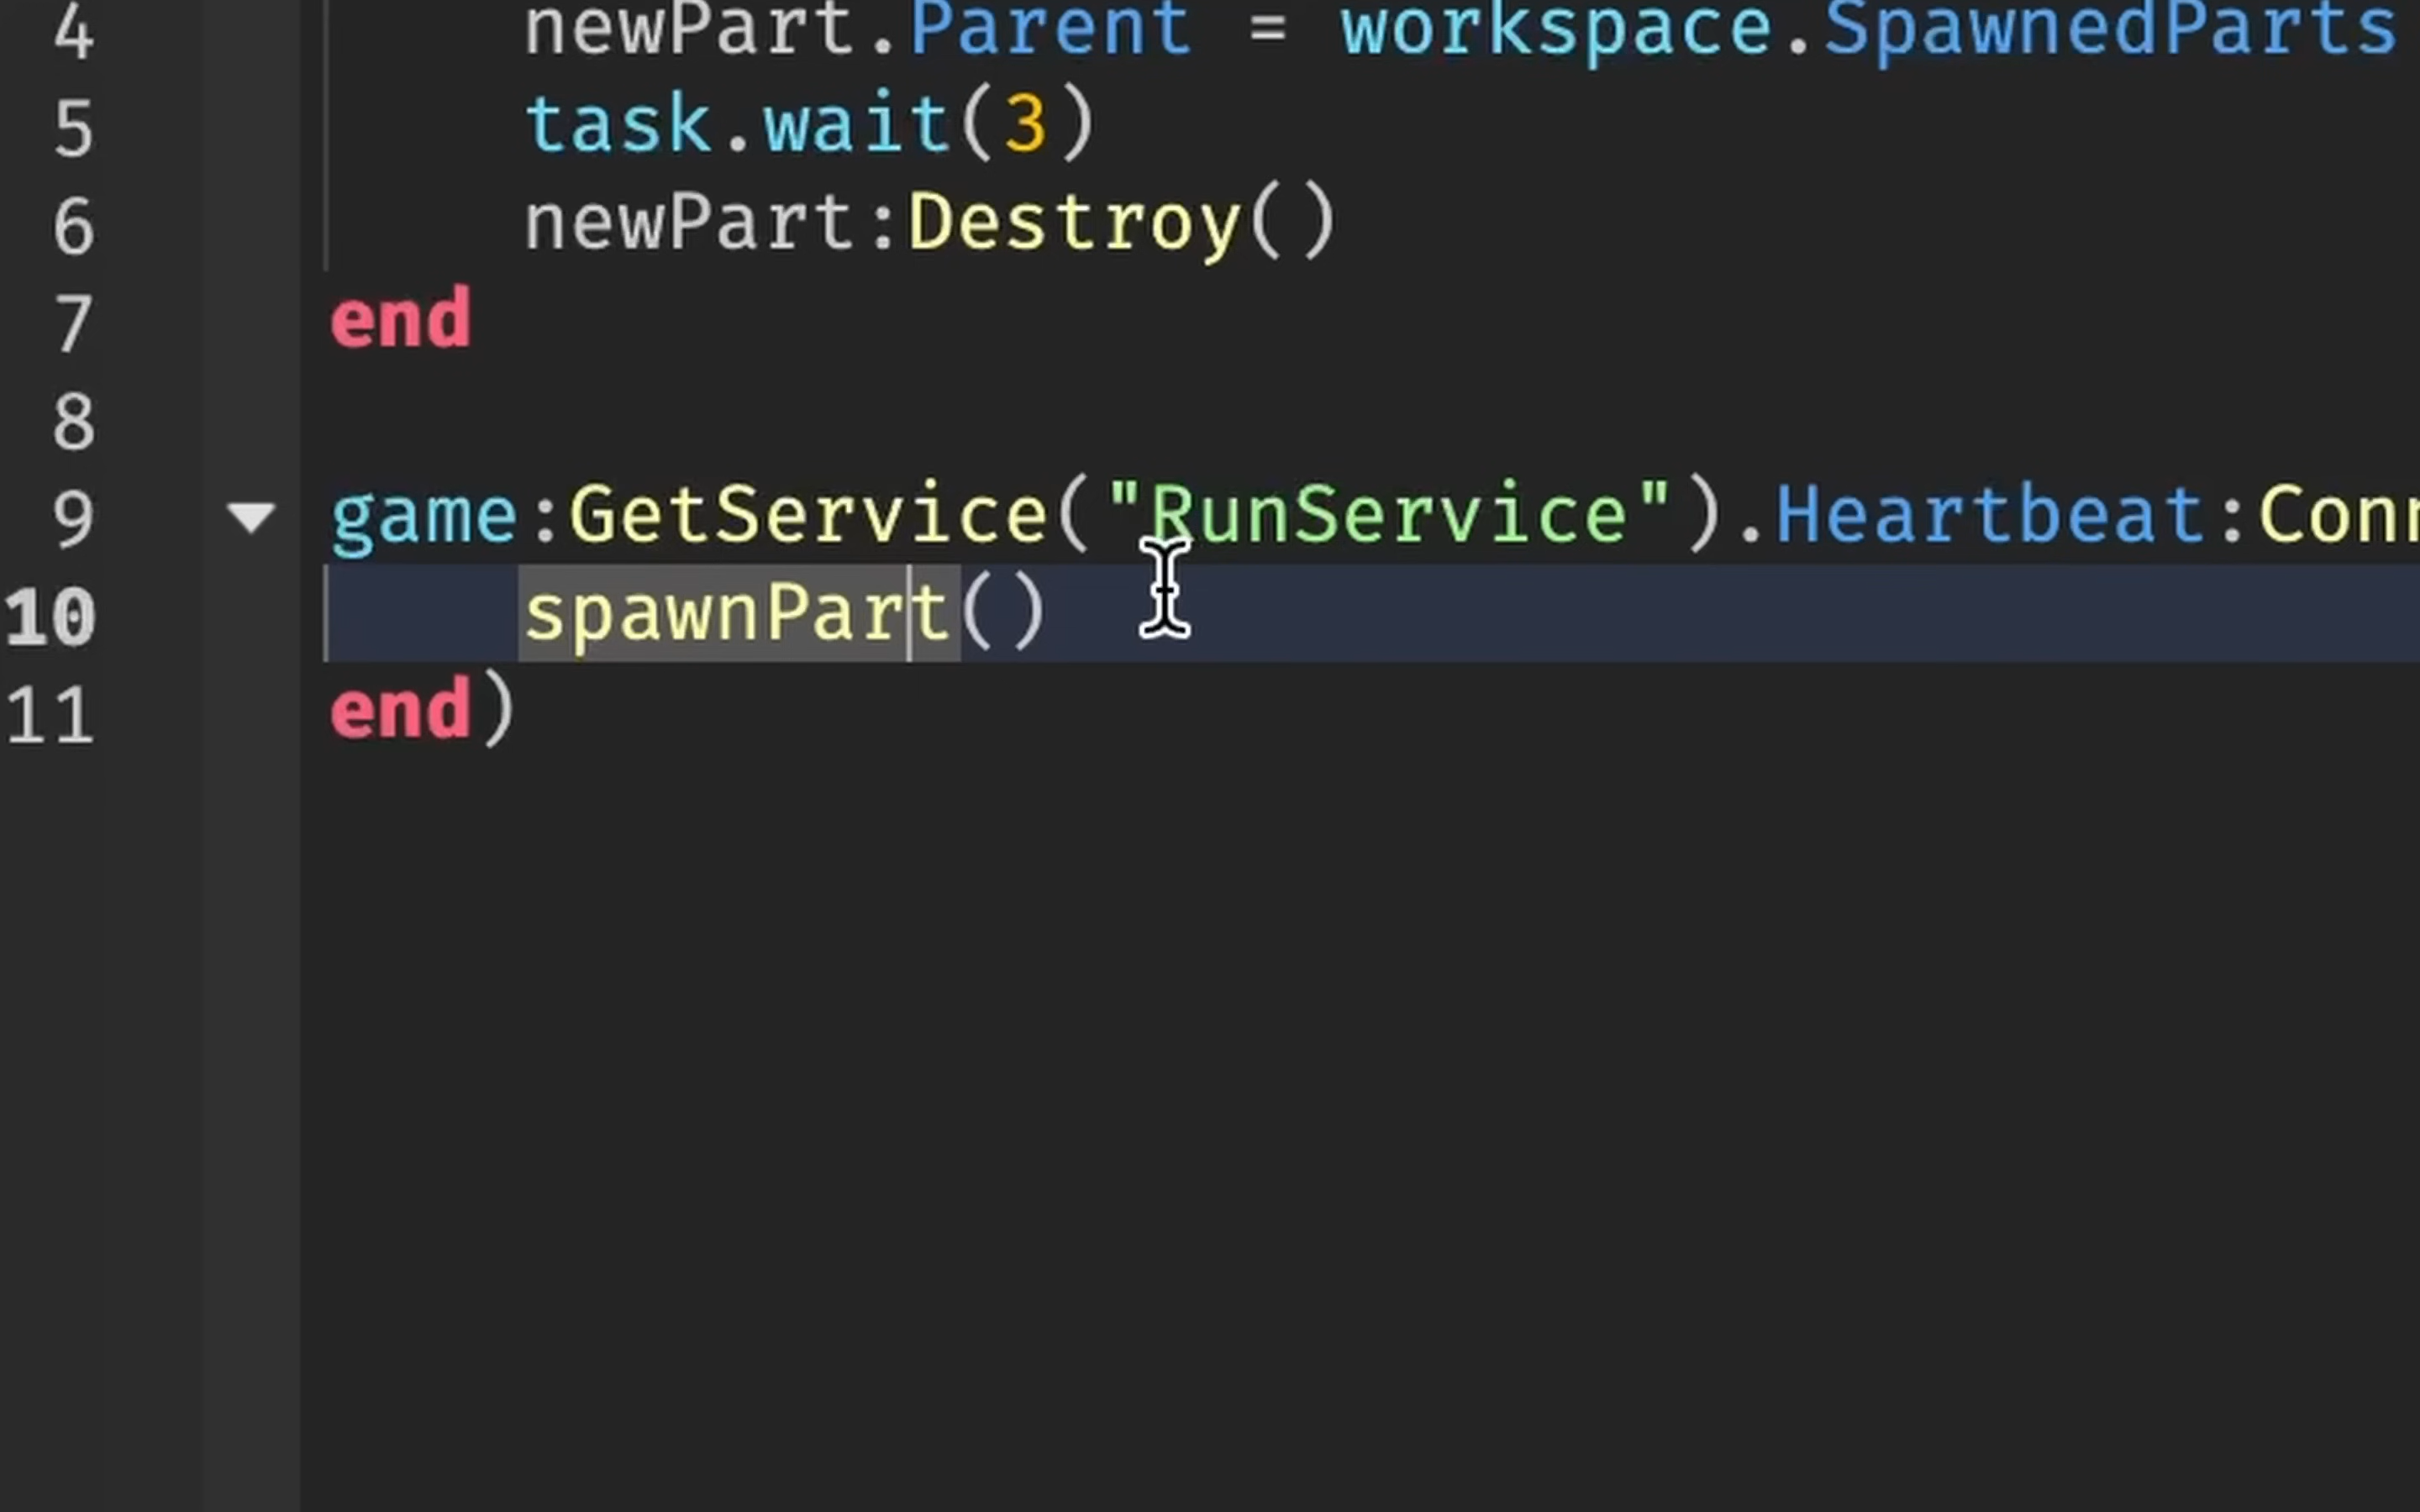 4 newPart.Parent = workspace.SpawnedParts
5 task.wait(3)
6 newPart:Destroy()
7 end
8
9 game:GetService("RunService").Heartbeat:Conn
10 spawnPart()
11 end)